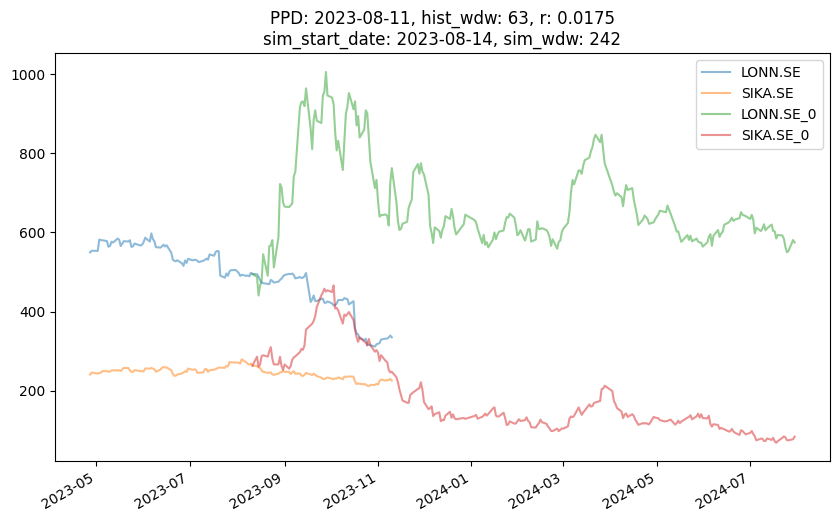 PPD: 2023-08-11, hist_wdw: 63, r: 0.0175
sim_start_date: 2023-08-14, sim_wdw: 242
LONN.SE
SIKA.SE
LONN.SE_0
SIKA.SE_0
1000
800
600
400
200
2023-05
2023-07
2023-09
2023-11
2024-01
2024-03
2024-05
2024-07